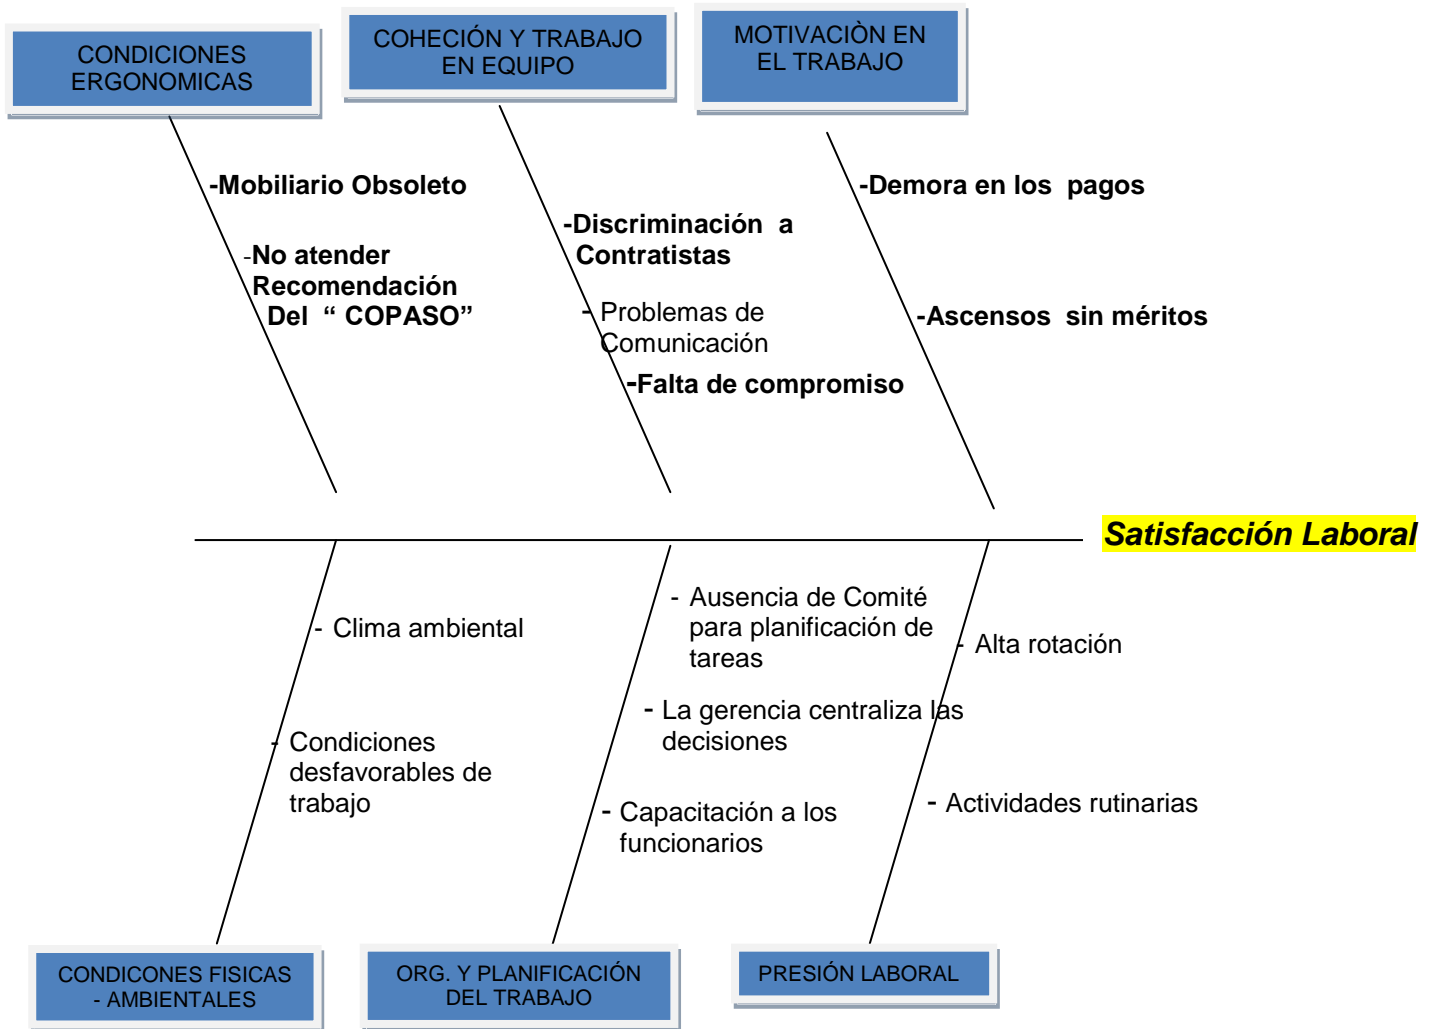 CONDICIONES
ERGONOMICAS
COHECIÓN Y TRABAJO
EN EQUIPO
MOTIVACIÒN EN
EL TRABAJO
-Mobiliario Obsoleto
-No atender
Recomendación
Del “ COPASO”
-Discriminación a
Contratistas
- Problemas de
Comunicación
-Falta de compromiso
-Demora en los pagos
-Ascensos sin méritos
Satisfacción Laboral
- Clima ambiental
- Condiciones
desfavorables de
trabajo
- Ausencia de Comité
para planificación de
tareas
- La gerencia centraliza las
decisiones
- Capacitación a los
funcionarios
- Alta rotación
- Actividades rutinarias
CONDICONES FISICAS
- AMBIENTALES
ORG. Y PLANIFICACIÓN
DEL TRABAJO
PRESIÓN LABORAL